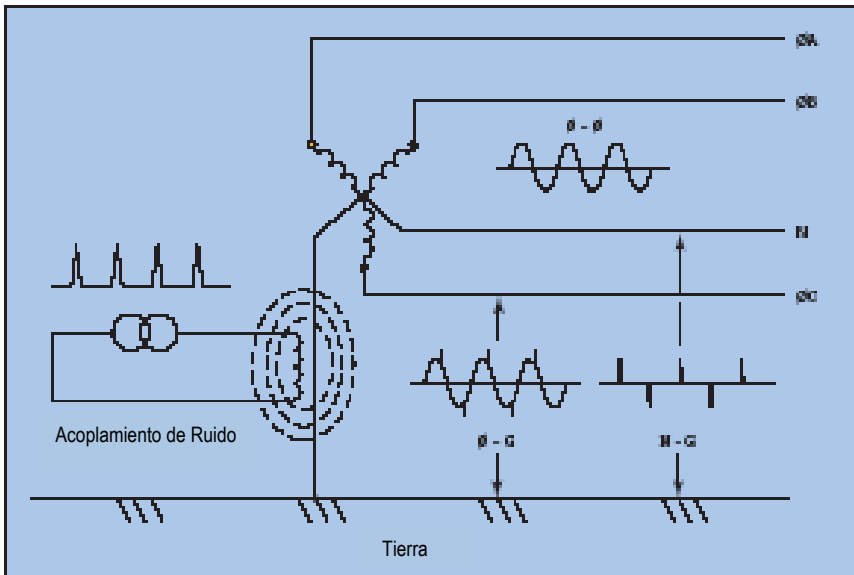 ØA
ØB
Ø - Ø
N
ØC
Acoplamiento de Ruido
Ø - G
N - G
Tierra